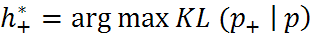 h₊* = arg max KL (p₊ | p)